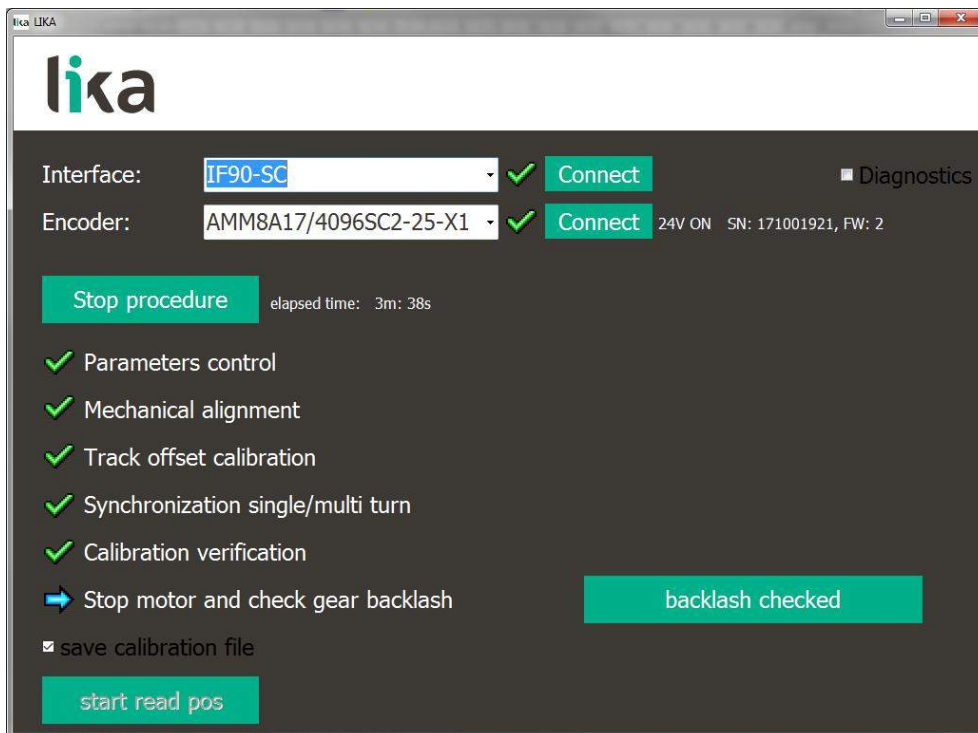 lika LIKA
lika
Interface: IF90-SC Connect Diagnostics
Encoder: AMM8A17/4096SC2-25-X1 Connect 24V ON SN: 171001921, FW: 2
Stop procedure elapsed time: 3m: 38s
Parameters control
Mechanical alignment
Track offset calibration
Synchronization single/multi turn
Calibration verification
Stop motor and check gear backlash backlash checked
save calibration file
start read pos